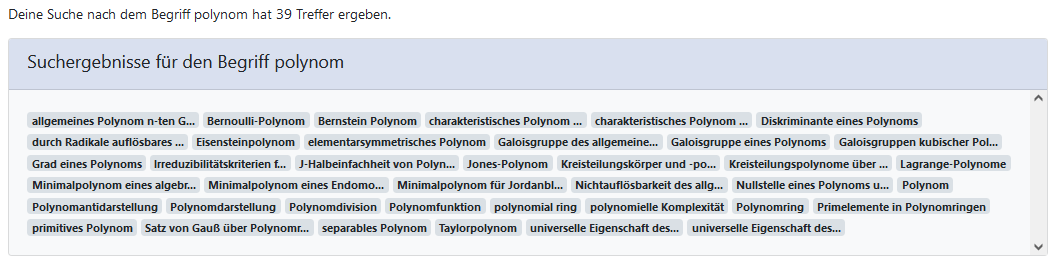 Deine Suche nach dem Begriff polynom hat 39 Treffer ergeben.
Suchergebnisse für den Begriff polynom
allgemeines Polynom n-ten G... Bernoulli-Polynom Bernstein Polynom charakteristisches Polynom ... charakteristisches Polynom ... Diskriminante eines Polynoms
durch Radikale auflösbares ... Eisensteinpolynom elementarsymmetrisches Polynom Galoisgruppe des allgemeine... Galoisgruppe eines Polynoms Galoisgruppen kubischer Pol...
Grad eines Polynoms Irreduzibilitätskriterien f... J-Halbeinfachheit von Polyn... Jones-Polynom Kreisteilungskörper und -po... Kreisteilungspolynome über ... Lagrange-Polynome
Minimalpolynom eines algebr... Minimalpolynom eines Endomo... Minimalpolynom für Jordanbl... Nichtauflösbarkeit des allg... Nullstelle eines Polynoms u... Polynom
Polynomantidarstellung Polynomdarstellung Polynomdivision Polynomfunktion polynomial ring polynomielle Komplexität Polynomring Primelemente in Polynomringen
primitives Polynom Satz von Gauß über Polynomr... separables Polynom Taylorpolynom universelle Eigenschaft des... universelle Eigenschaft des...